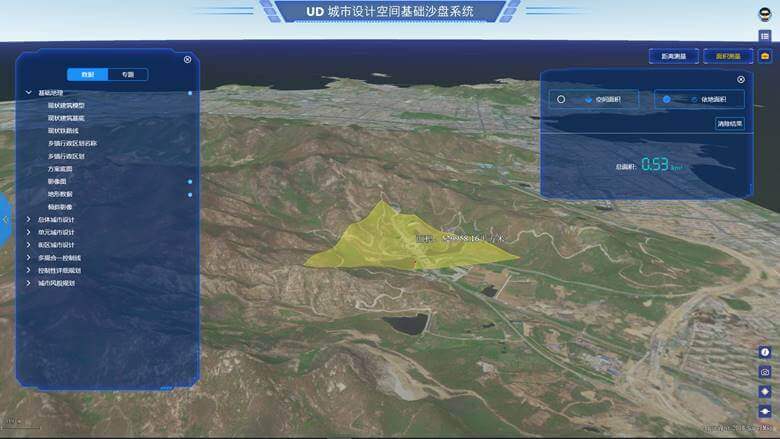 UD 城市设计空间基础沙盘系统
距离测量
面积测量
数据
专题
基础地理
现状建筑模型
现状建筑基底
现状铁路线
乡镇行政区划名称
乡镇行政区划
方案底图
影像图
地形数据
倾斜影像
总体城市设计
单元城市设计
街区城市设计
多规合一控制线
控制性详细规划
城市风貌规划
空间面积
依地面积
清除结果
总面积:
0.53 km²
面积:
平方米